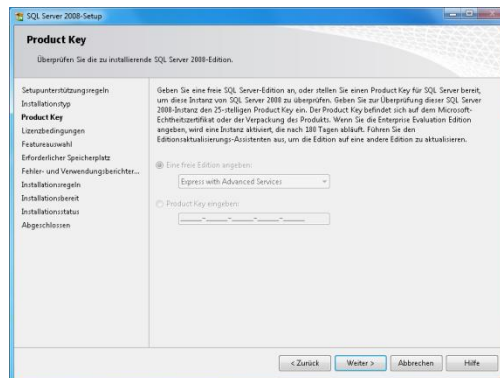 SQL Server 2008-Setup
Product Key
Überprüfen Sie die zu installierende SQL Server 2008-Edition.
Setupunterstützungsregeln
Installationstyp
Product Key
Lizenzbedingungen
Featureauswahl
Erforderlicher Speicherplatz
Fehler- und Verwendungsberichter...
Installationsregeln
Installationsbereit
Installationsstatus
Abgeschlossen
Geben Sie eine freie SQL Server-Edition an, oder stellen Sie einen Product Key für SQL Server bereit,
um diese Instanz von SQL Server 2008 zu überprüfen. Geben Sie zur Überprüfung dieser SQL Server
2008-Instanz den 25-stelligen Product Key ein. Der Product Key befindet sich auf dem Microsoft-
Echtheitszertifikat oder der Verpackung des Produkts. Wenn Sie die Enterprise Evaluation Edition
angeben, wird eine Instanz aktiviert, die nach 180 Tagen abläuft. Führen Sie den
Editionsaktualisierungs-Assistenten aus, um die Edition auf eine andere Edition zu aktualisieren.
Eine freie Edition angeben:
Express with Advanced Services
Product Key eingeben:
_____-_____-_____-_____-_____
< Zurück
Weiter >
Abbrechen
Hilfe